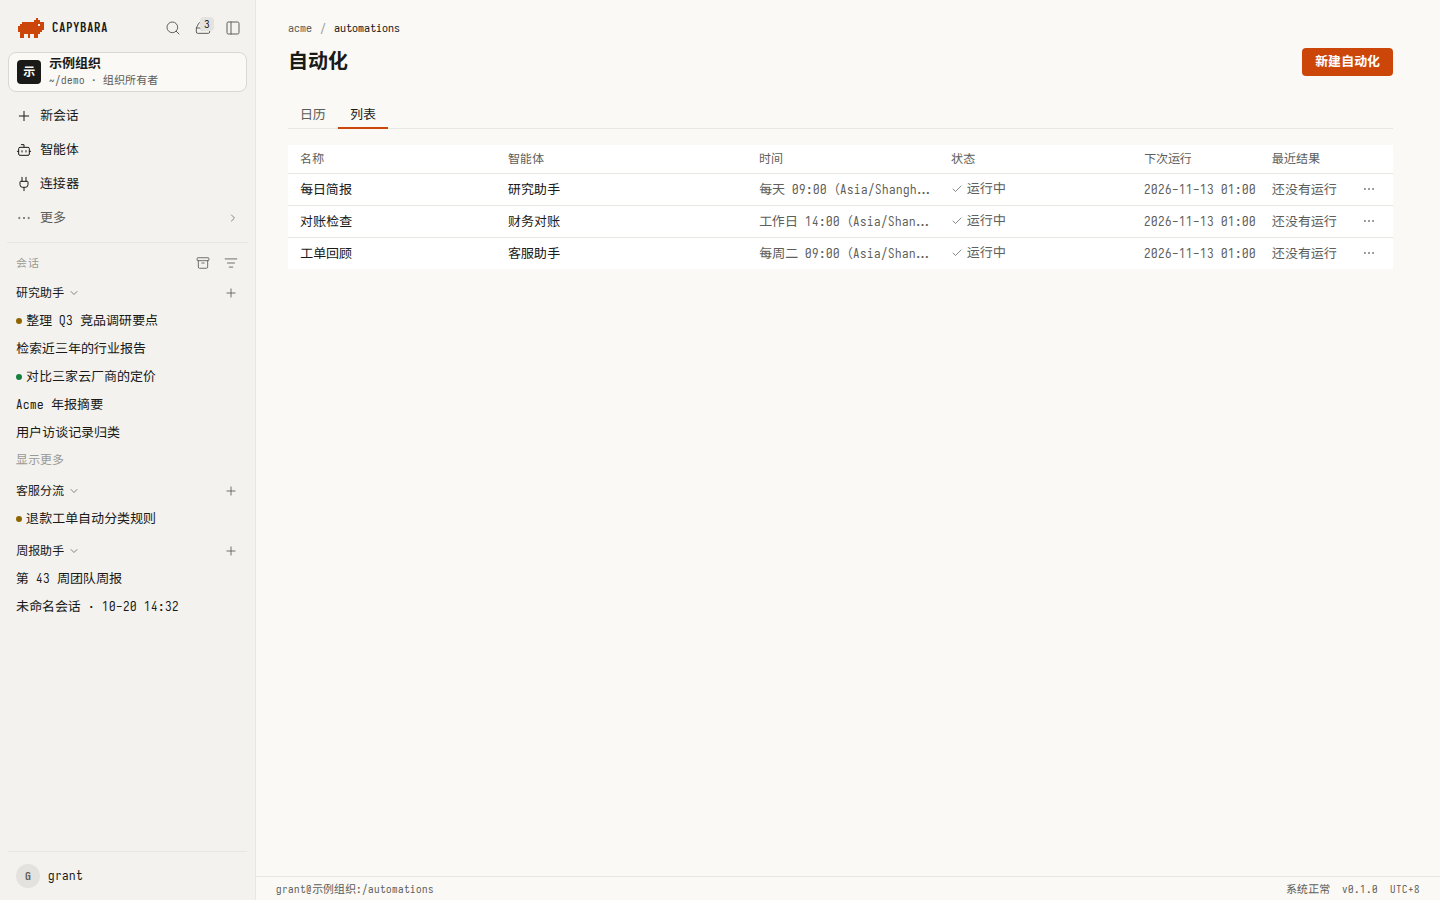 CAPYBARA
3
示
示例组织
~/demo · 组织所有者
新会话
智能体
连接器
更多
会话
研究助手
整理 Q3 竞品调研要点
检索近三年的行业报告
对比三家云厂商的定价
Acme 年报摘要
用户访谈记录归类
显示更多
客服分流
退款工单自动分类规则
周报助手
第 43 周团队周报
未命名会话 · 10-20 14:32
G grant
acme / automations
自动化
新建自动化
日历 列表
名称 智能体 时间 状态 下次运行 最近结果
每日简报 研究助手 每天 09:00 (Asia/Shangh... 运行中 2026-11-13 01:00 还没有运行 ···
对账检查 财务对账 工作日 14:00 (Asia/Shan... 运行中 2026-11-13 01:00 还没有运行 ···
工单回顾 客服助手 每周二 09:00 (Asia/Shan... 运行中 2026-11-13 01:00 还没有运行 ···
grant@示例组织:/automations
系统正常 v0.1.0 UTC+8